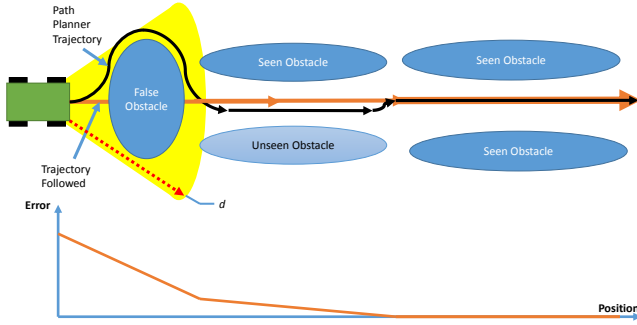 Path
Planner
Trajectory
Seen Obstacle
Seen Obstacle
False
Obstacle
Unseen Obstacle
Seen Obstacle
Trajectory
Followed
d
Error
Position